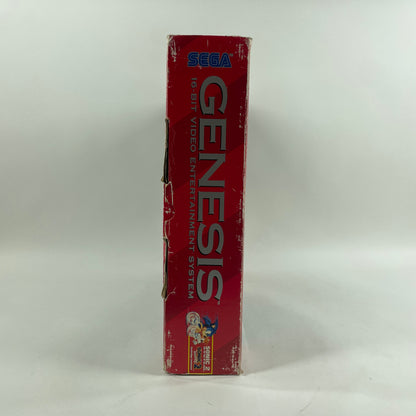 SEGA
GENESIS
16-BIT VIDEO ENTERTAINMENT SYSTEM
SONIC 2